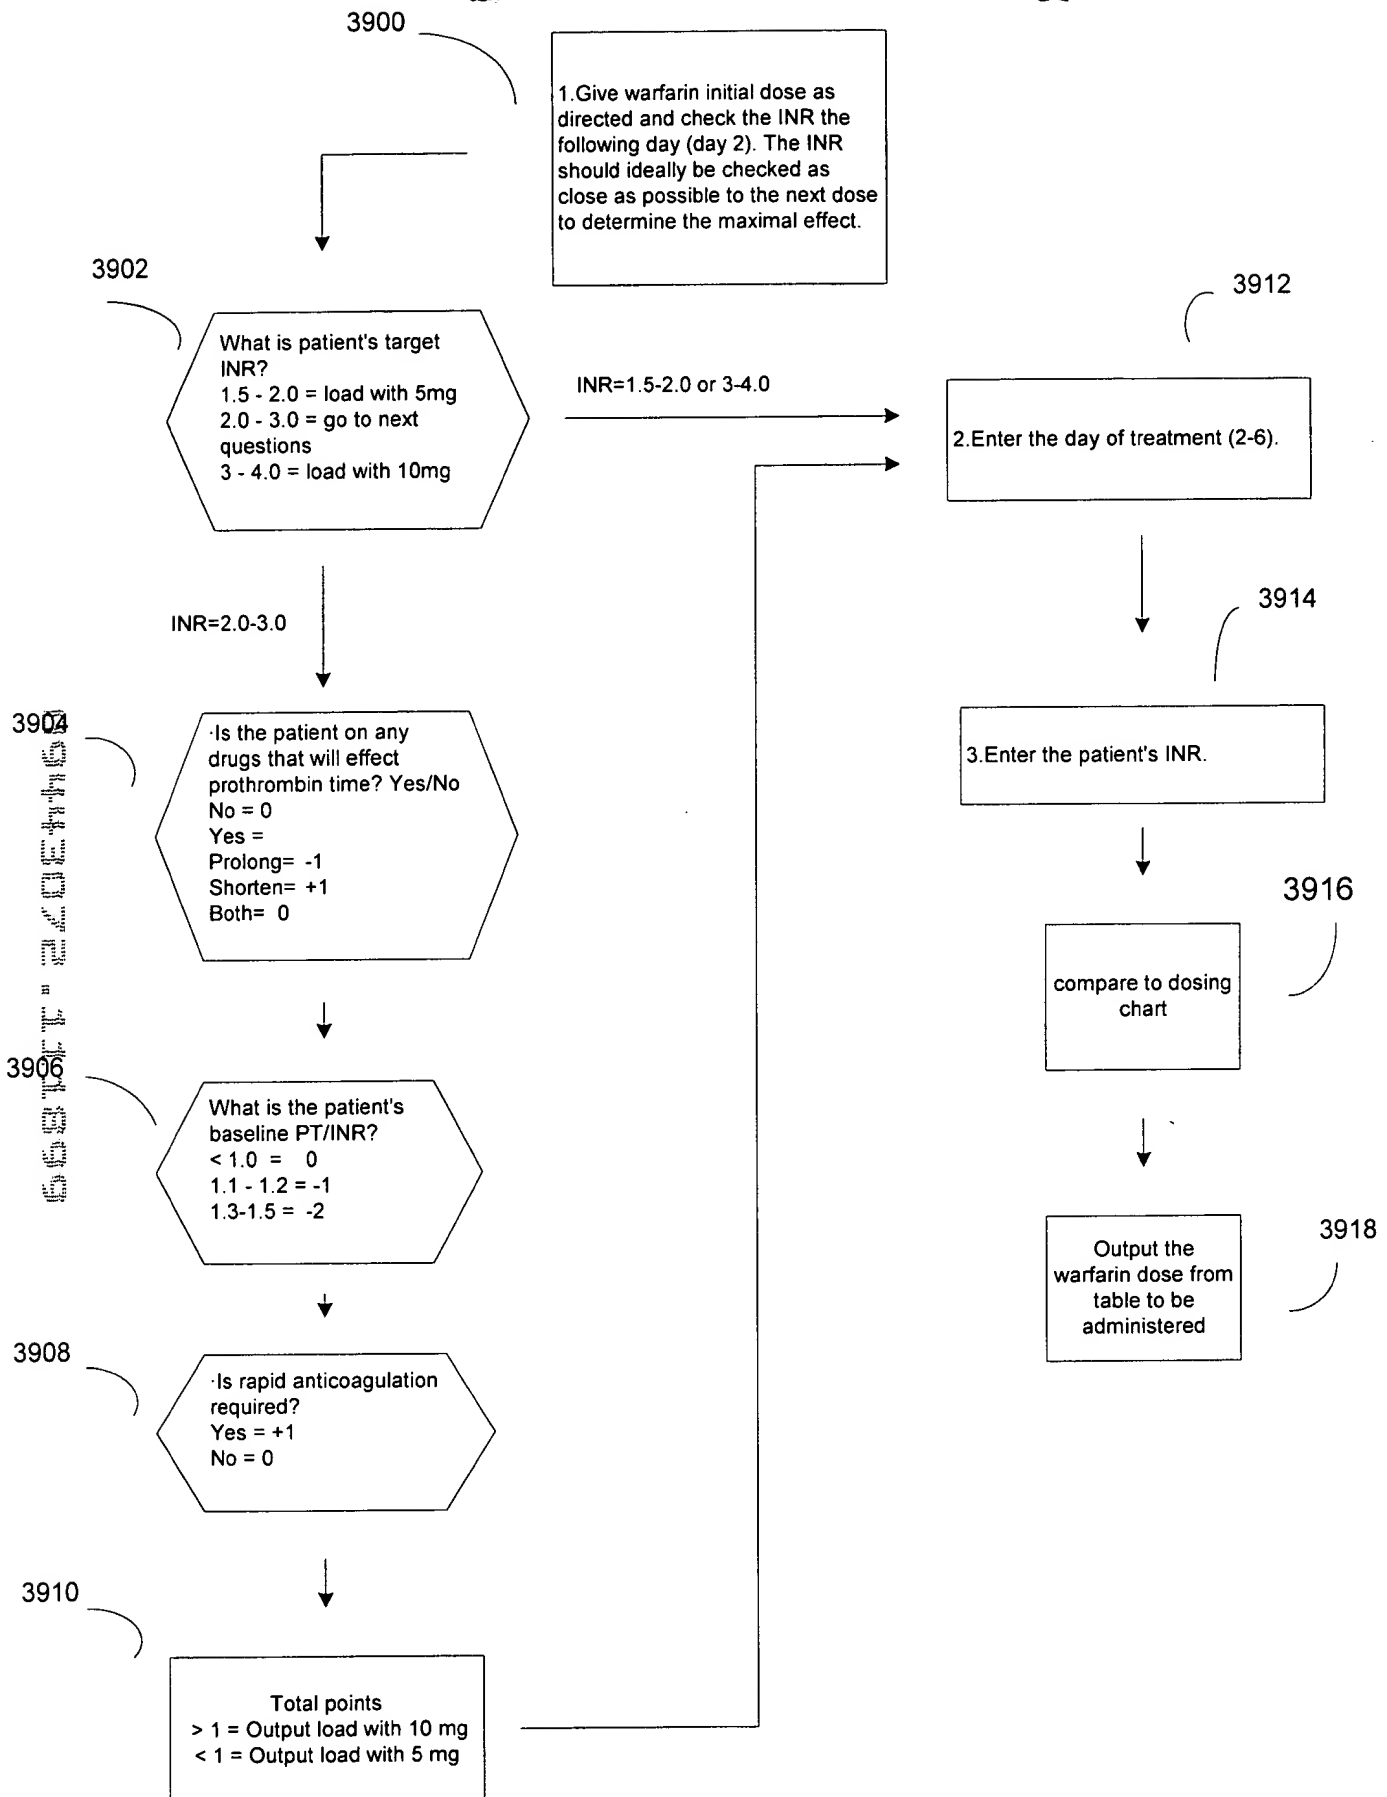 3900
1.Give warfarin initial dose as
directed and check the INR the
following day (day 2). The INR
should ideally be checked as
close as possible to the next dose
to determine the maximal effect.
3902
What is patient's target
INR?
1.5 - 2.0 = load with 5mg
2.0 - 3.0 = go to next
questions
3 - 4.0 = load with 10mg
INR=1.5-2.0 or 3-4.0
INR=2.0-3.0
3904
·Is the patient on any
drugs that will effect
prothrombin time? Yes/No
No = 0
Yes =
Prolong= -1
Shorten= +1
Both= 0
3906
What is the patient's
baseline PT/INR?
< 1.0 = 0
1.1 - 1.2 = -1
1.3-1.5 = -2
3908
·Is rapid anticoagulation
required?
Yes = +1
No = 0
3910
Total points
> 1 = Output load with 10 mg
< 1 = Output load with 5 mg
3912
2.Enter the day of treatment (2-6).
3914
3.Enter the patient's INR.
3916
compare to dosing
chart
3918
Output the
warfarin dose from
table to be
administered